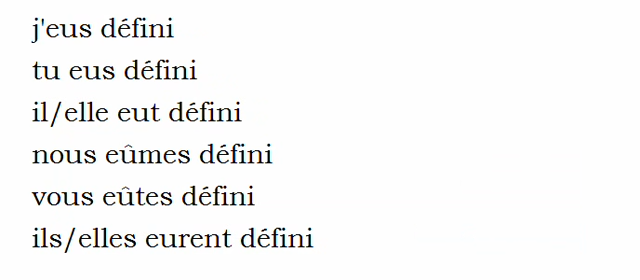 j'eus défini
tu eus défini
il/elle eut défini
nous eûmes défini
vous eûtes défini
ils/elles eurent défini